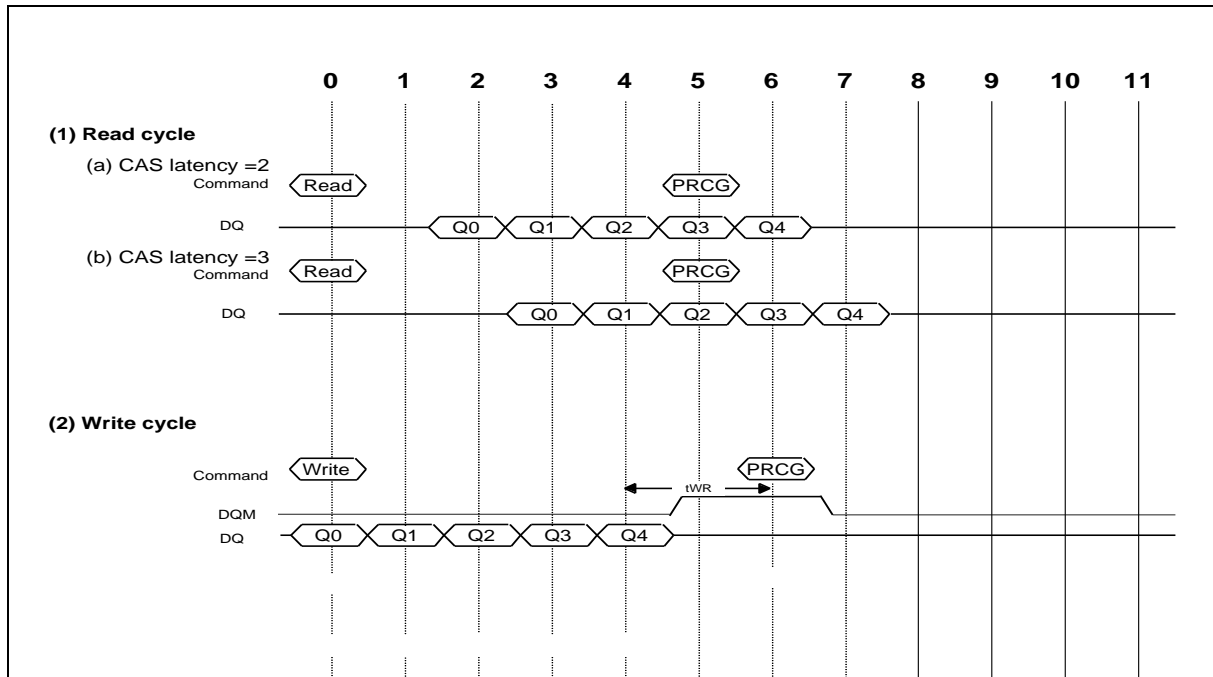 0 1 2 3 4 5 6 7 8 9 10 11
(1) Read cycle
(a) CAS latency =2
Command Read PRCG
DQ Q0 Q1 Q2 Q3 Q4
(b) CAS latency =3
Command Read PRCG
DQ Q0 Q1 Q2 Q3 Q4
(2) Write cycle
Command Write PRCG
tWR
DQM
DQ Q0 Q1 Q2 Q3 Q4